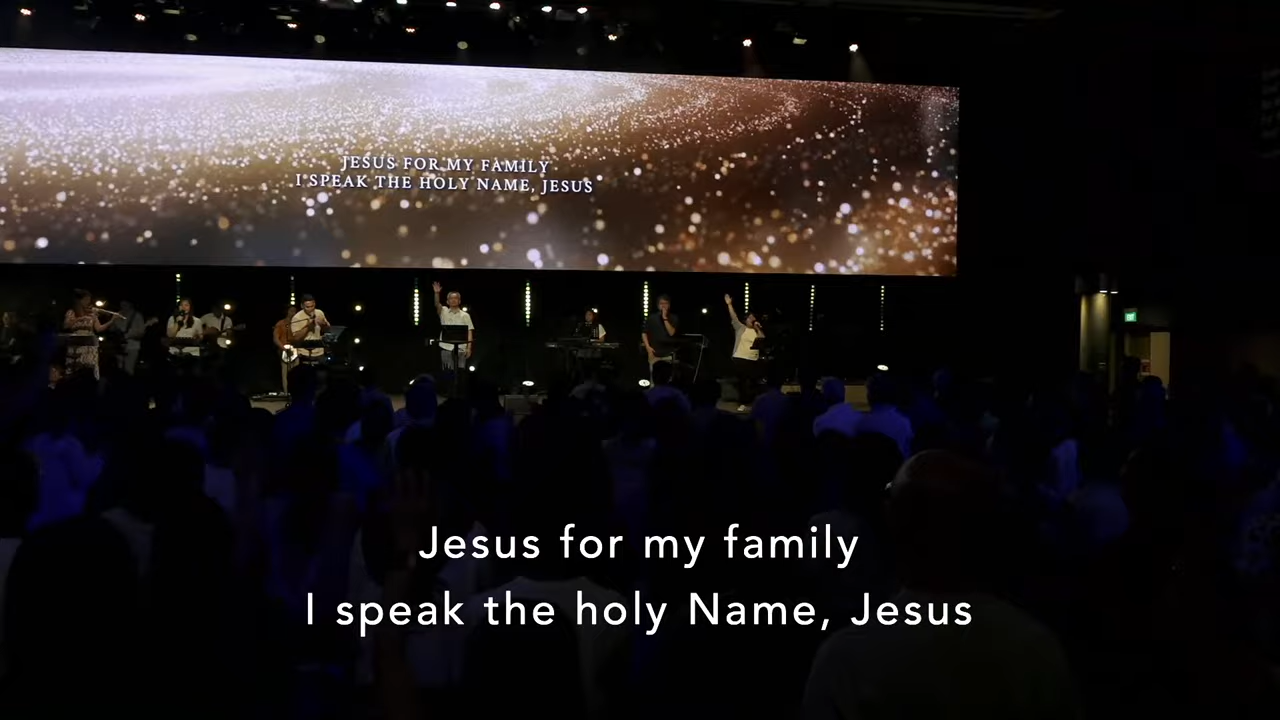 JESUS FOR MY FAMILY
I SPEAK THE HOLY NAME, JESUS
Jesus for my family
I speak the holy Name, Jesus